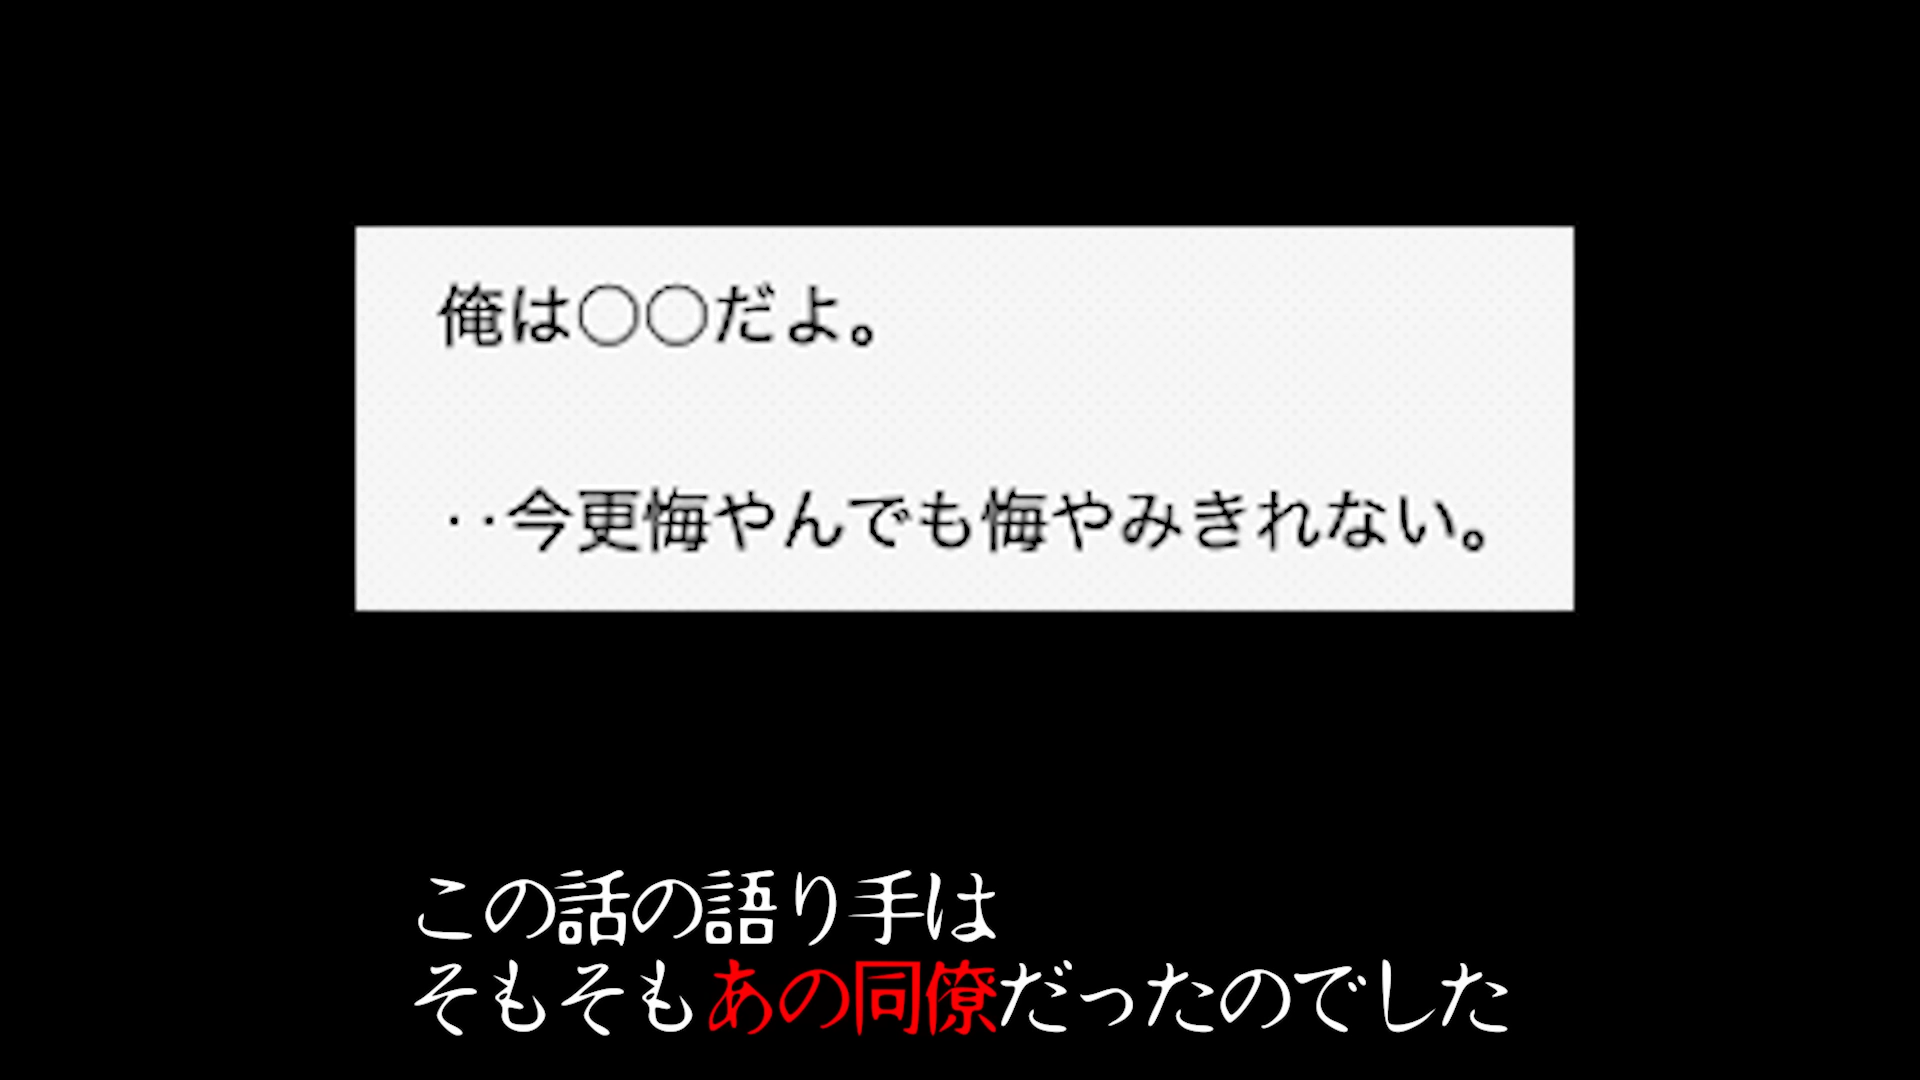 俺は○○だよ。
‥今更悔やんでも悔やみきれない。
この話の語り手は
そもそもあの同僚だったのでした